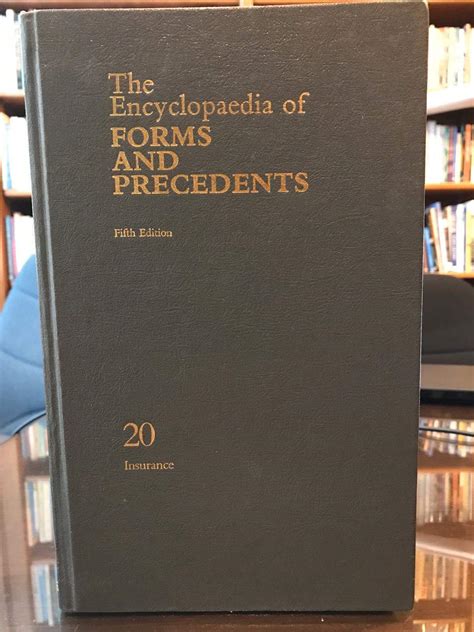 The
Encyclopaedia of
FORMS
AND
PRECEDENTS
Fifth Edition
20
Insurance